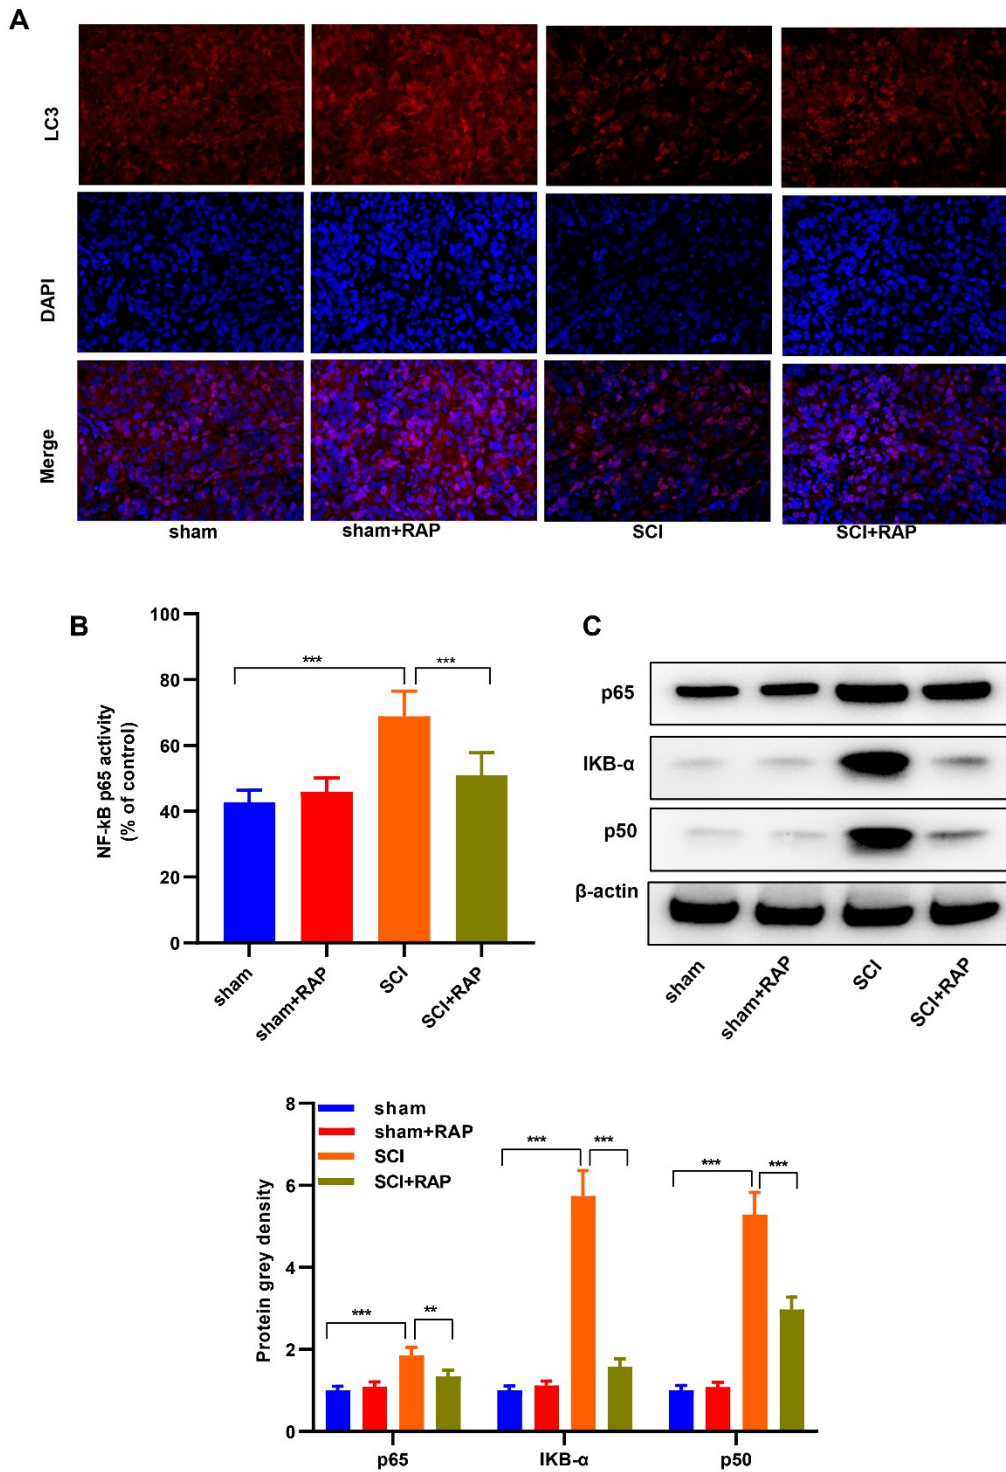 A
LC3
DAPI
Merge
sham
sham+RAP
SCI
SCI+RAP
B
100
80
60
40
20
0
NF-kB p65 activity
(% of control)
***
***
sham
sham+RAP
SCI
SCI+RAP
C
p65
IKB-α
p50
β-actin
sham
sham+RAP
SCI
SCI+RAP
8
6
4
2
0
Protein grey density
sham
sham+RAP
SCI
SCI+RAP
***
**
***
***
***
***
p65
IKB-α
p50